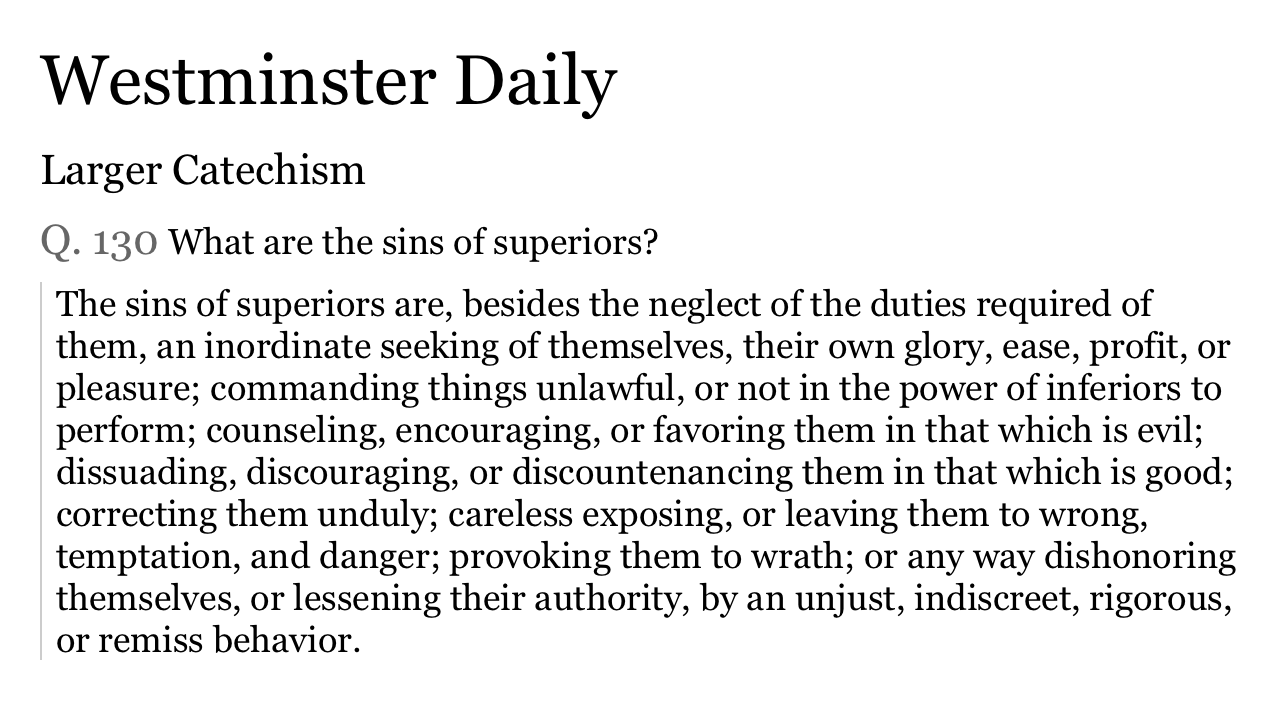 Westminster Daily
Larger Catechism
Q. 130 What are the sins of superiors?
The sins of superiors are, besides the neglect of the duties required of
them, an inordinate seeking of themselves, their own glory, ease, profit, or
pleasure; commanding things unlawful, or not in the power of inferiors to
perform; counseling, encouraging, or favoring them in that which is evil;
dissuading, discouraging, or discountenancing them in that which is good;
correcting them unduly; careless exposing, or leaving them to wrong,
temptation, and danger; provoking them to wrath; or any way dishonoring
themselves, or lessening their authority, by an unjust, indiscreet, rigorous,
or remiss behavior.